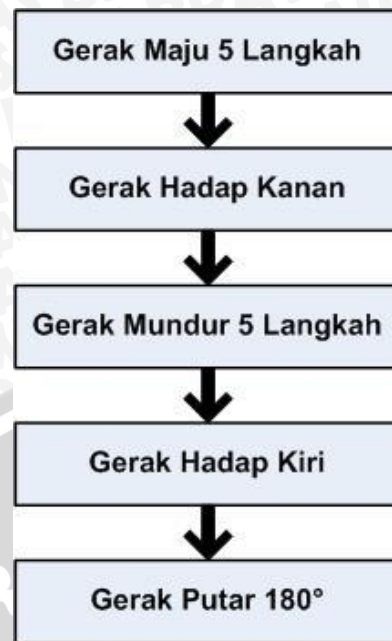 Gerak Maju 5 Langkah
Gerak Hadap Kanan
Gerak Mundur 5 Langkah
Gerak Hadap Kiri
Gerak Putar 180°